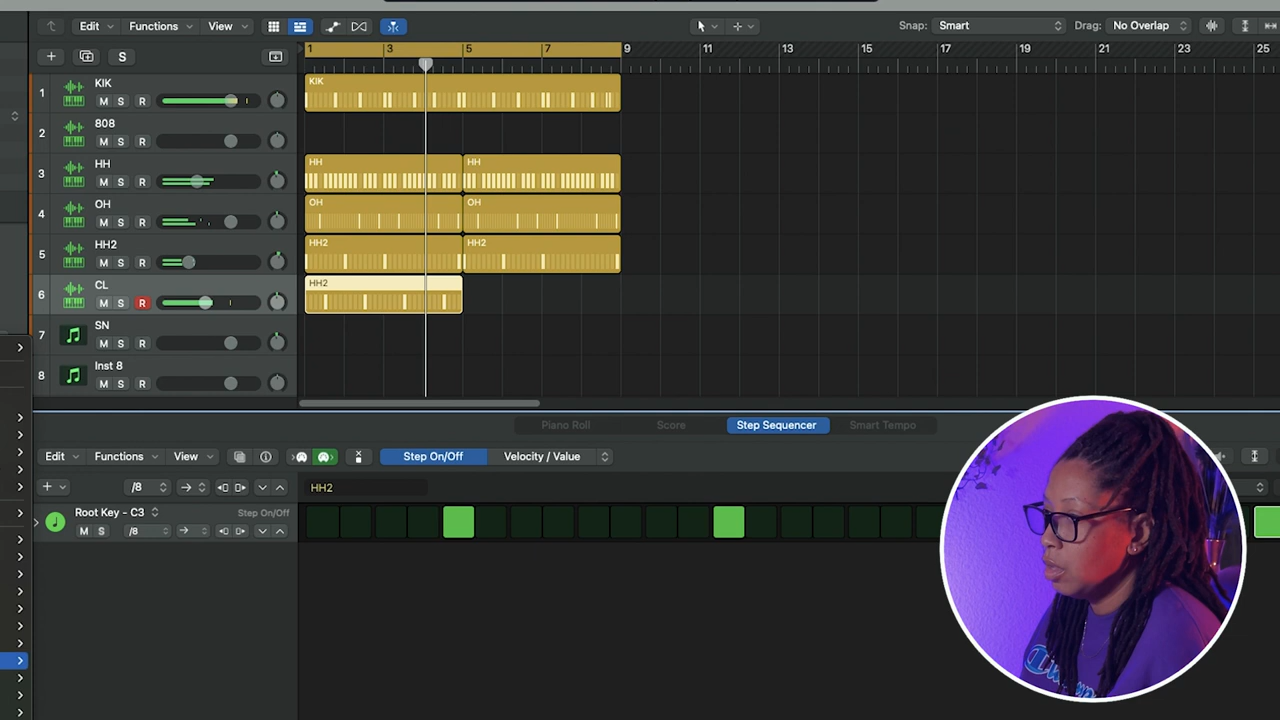 Edit Functions View Snap: Smart Drag: No Overlap
S 1 3 5 7 9 11 13 15 17 19 21 23 25
1 KIK M S R KIK
2 808 M S R
3 HH M S R HH HH
4 OH M S R OH OH
5 HH2 M S R HH2 HH2
6 CL M S R HH2
7 SN M S R
8 Inst 8 M S R
Piano Roll Score Step Sequencer Smart Tempo
Edit Functions View Step On/Off Velocity / Value
/8 HH2
Root Key - C3 Step On/Off
M S /8